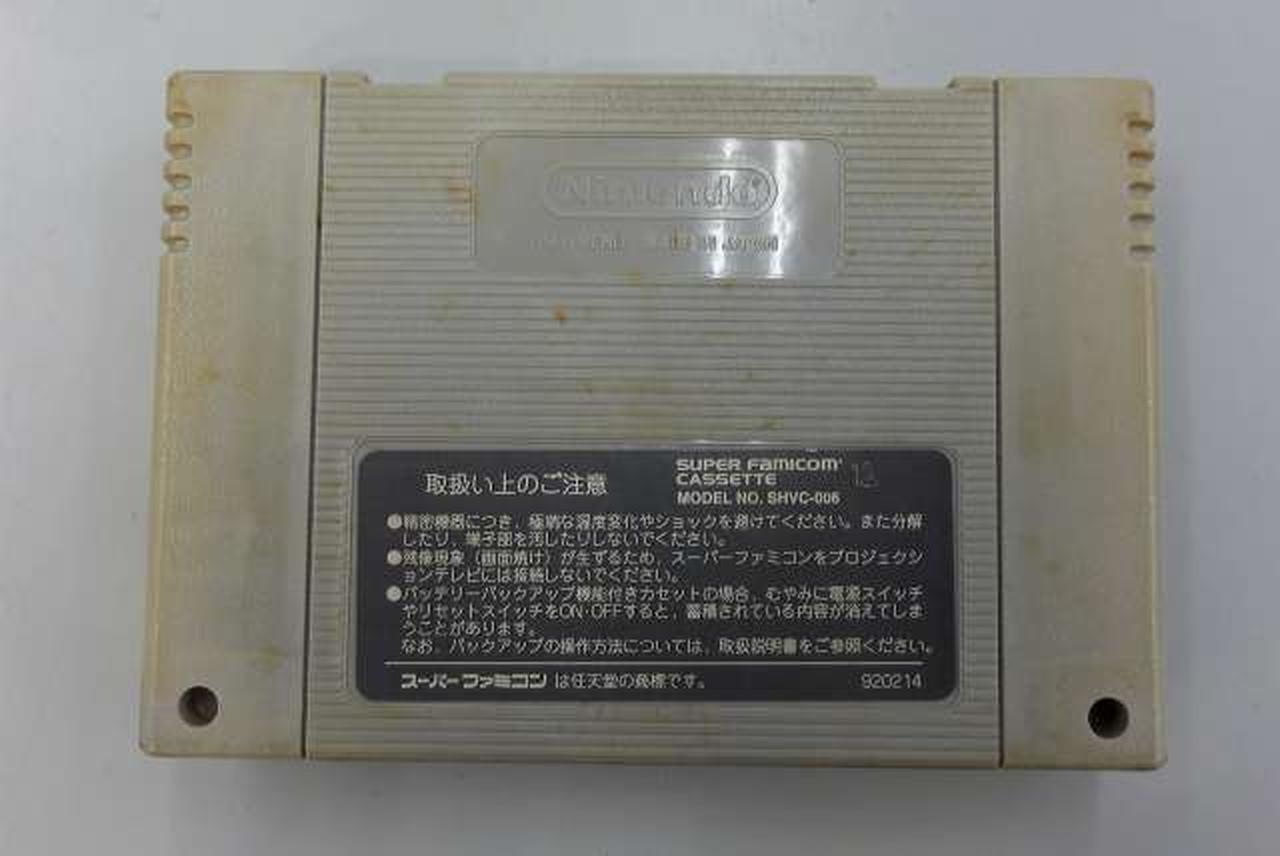 Nintendo
取扱い上のご注意
SUPER FAMICOM
CASSETTE
MODEL NO. SHVC-006
●精密機器につき、極端な温度変化やショックを避けてください。また分解
したり、端子部を汚したりしないでください。
●残像現象（画面焼け）が生ずるため、スーパーファミコンをプロジェクシ
ョンテレビには接続しないでください。
●バッテリーバックアップ機能付きカセットの場合、むやみに電源スイッチ
やリセットスイッチをON・OFFすると、蓄積されている内容が消えてしま
うことがあります。
なお、バックアップの操作方法については、取扱説明書をご参照ください。
スーパーファミコン は任天堂の商標です。
920214